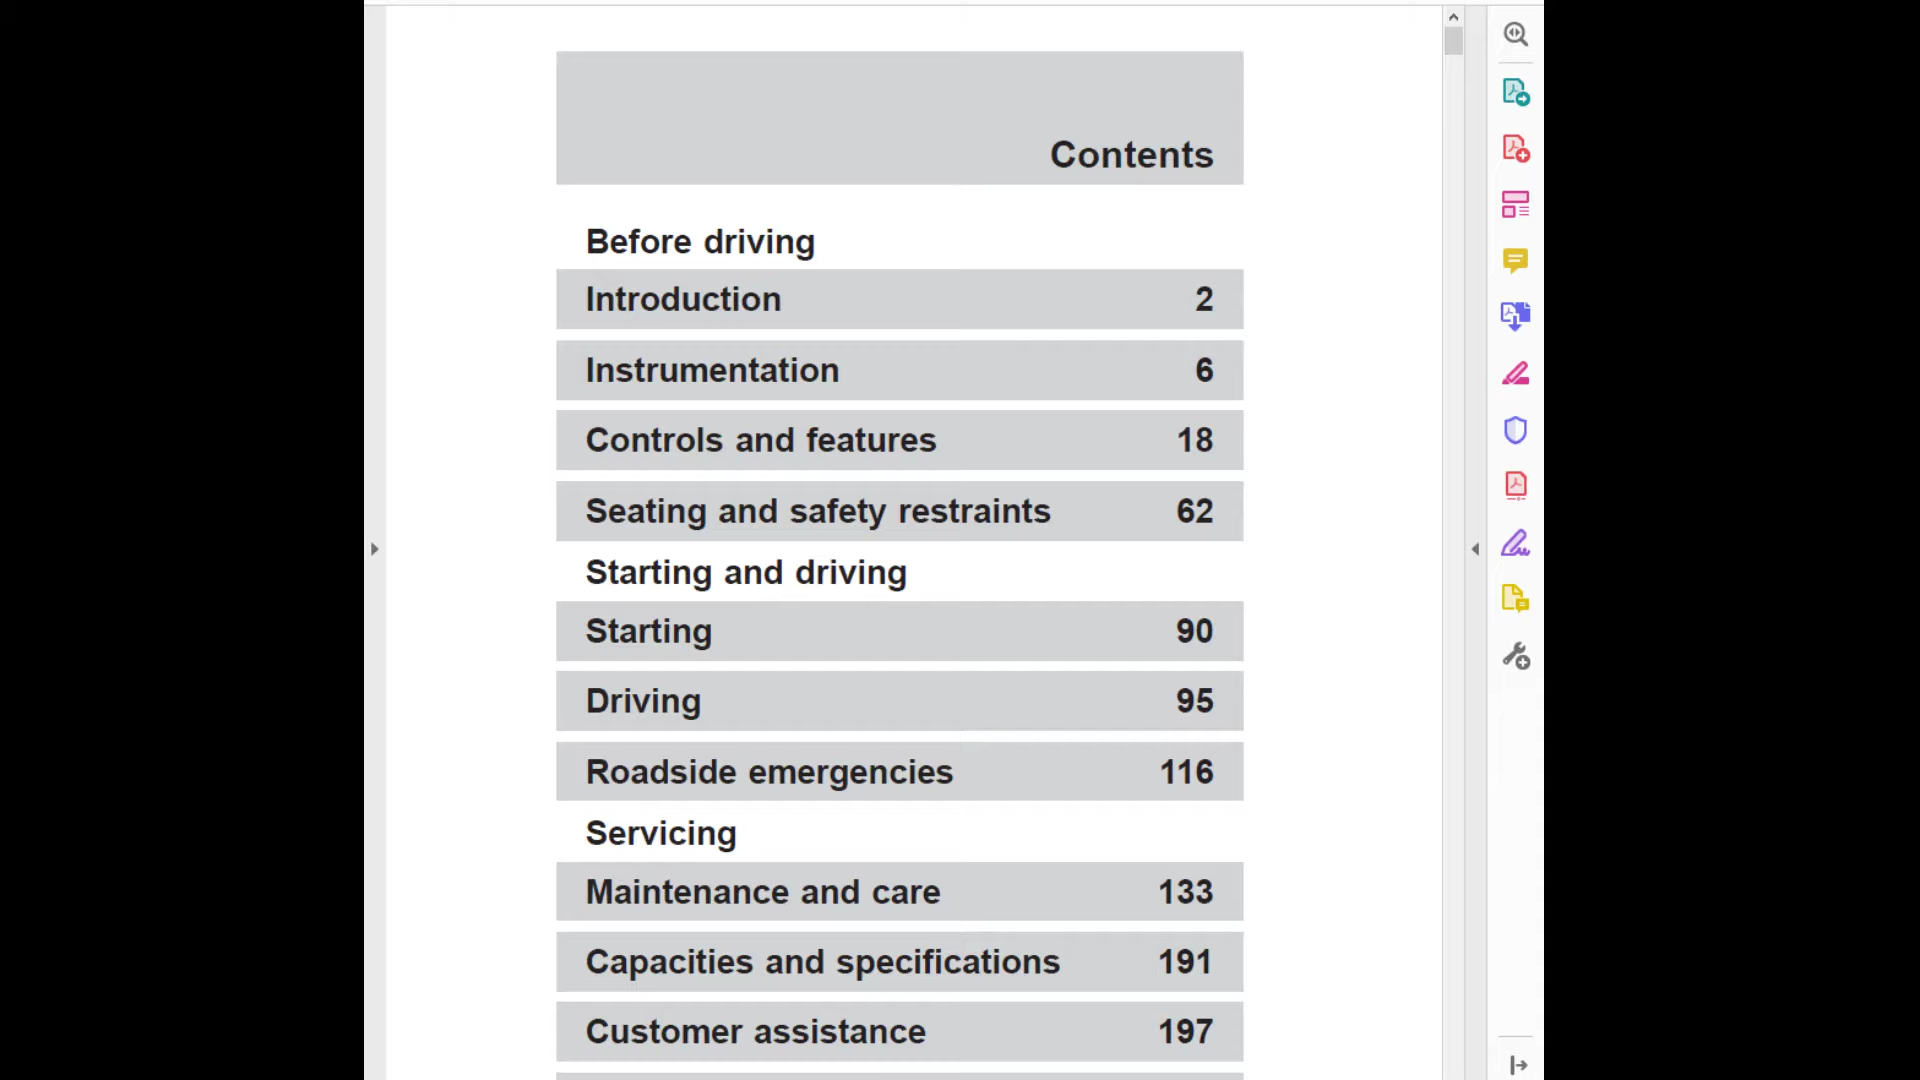 Contents
Before driving
Introduction 2
Instrumentation 6
Controls and features 18
Seating and safety restraints 62
Starting and driving
Starting 90
Driving 95
Roadside emergencies 116
Servicing
Maintenance and care 133
Capacities and specifications 191
Customer assistance 197